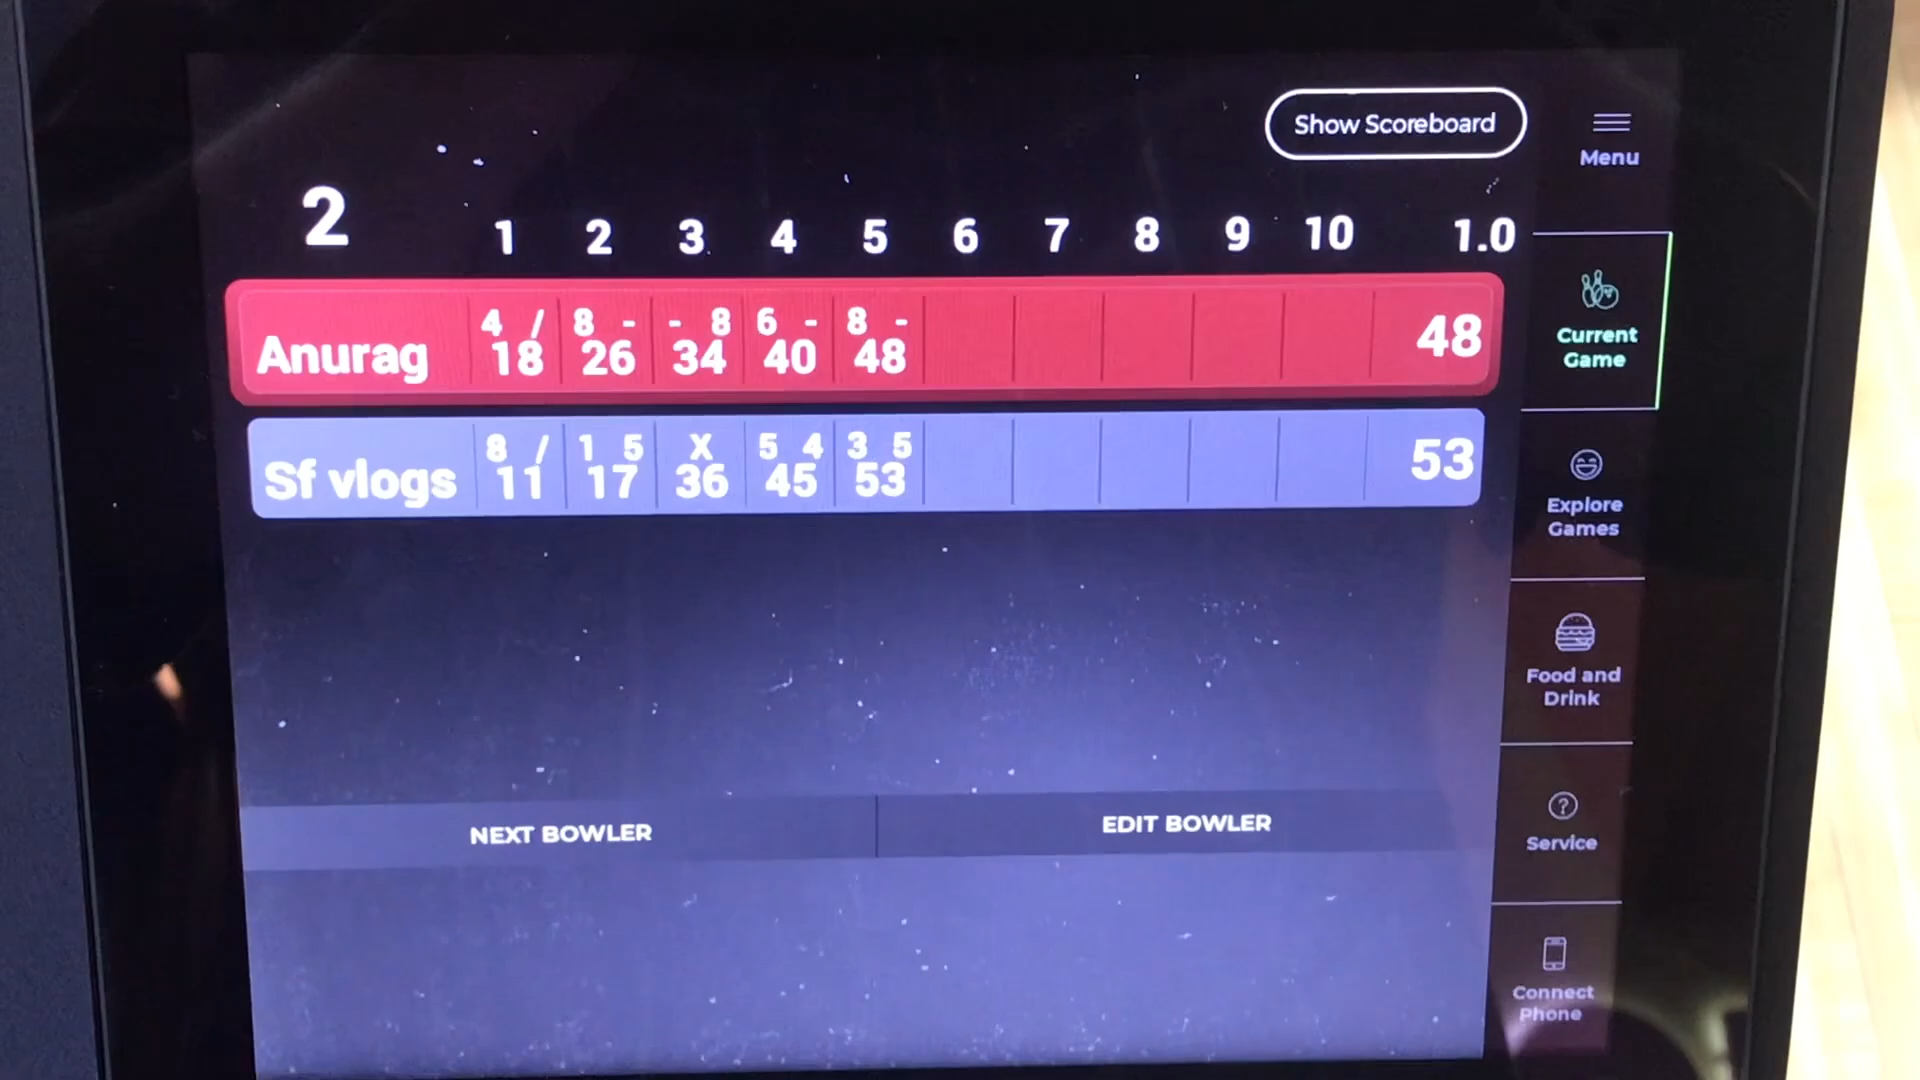 Show Scoreboard
Menu
2 1 2 3 4 5 6 7 8 9 10 1.0
4 / 8 - - 8 6 - 8 -
Anurag 18 26 34 40 48 48
8 / 1 5 X 5 4 3 5
Sf vlogs 11 17 36 45 53 53
Current
Game
Explore
Games
Food and
Drink
NEXT BOWLER EDIT BOWLER
Service
Connect
Phone